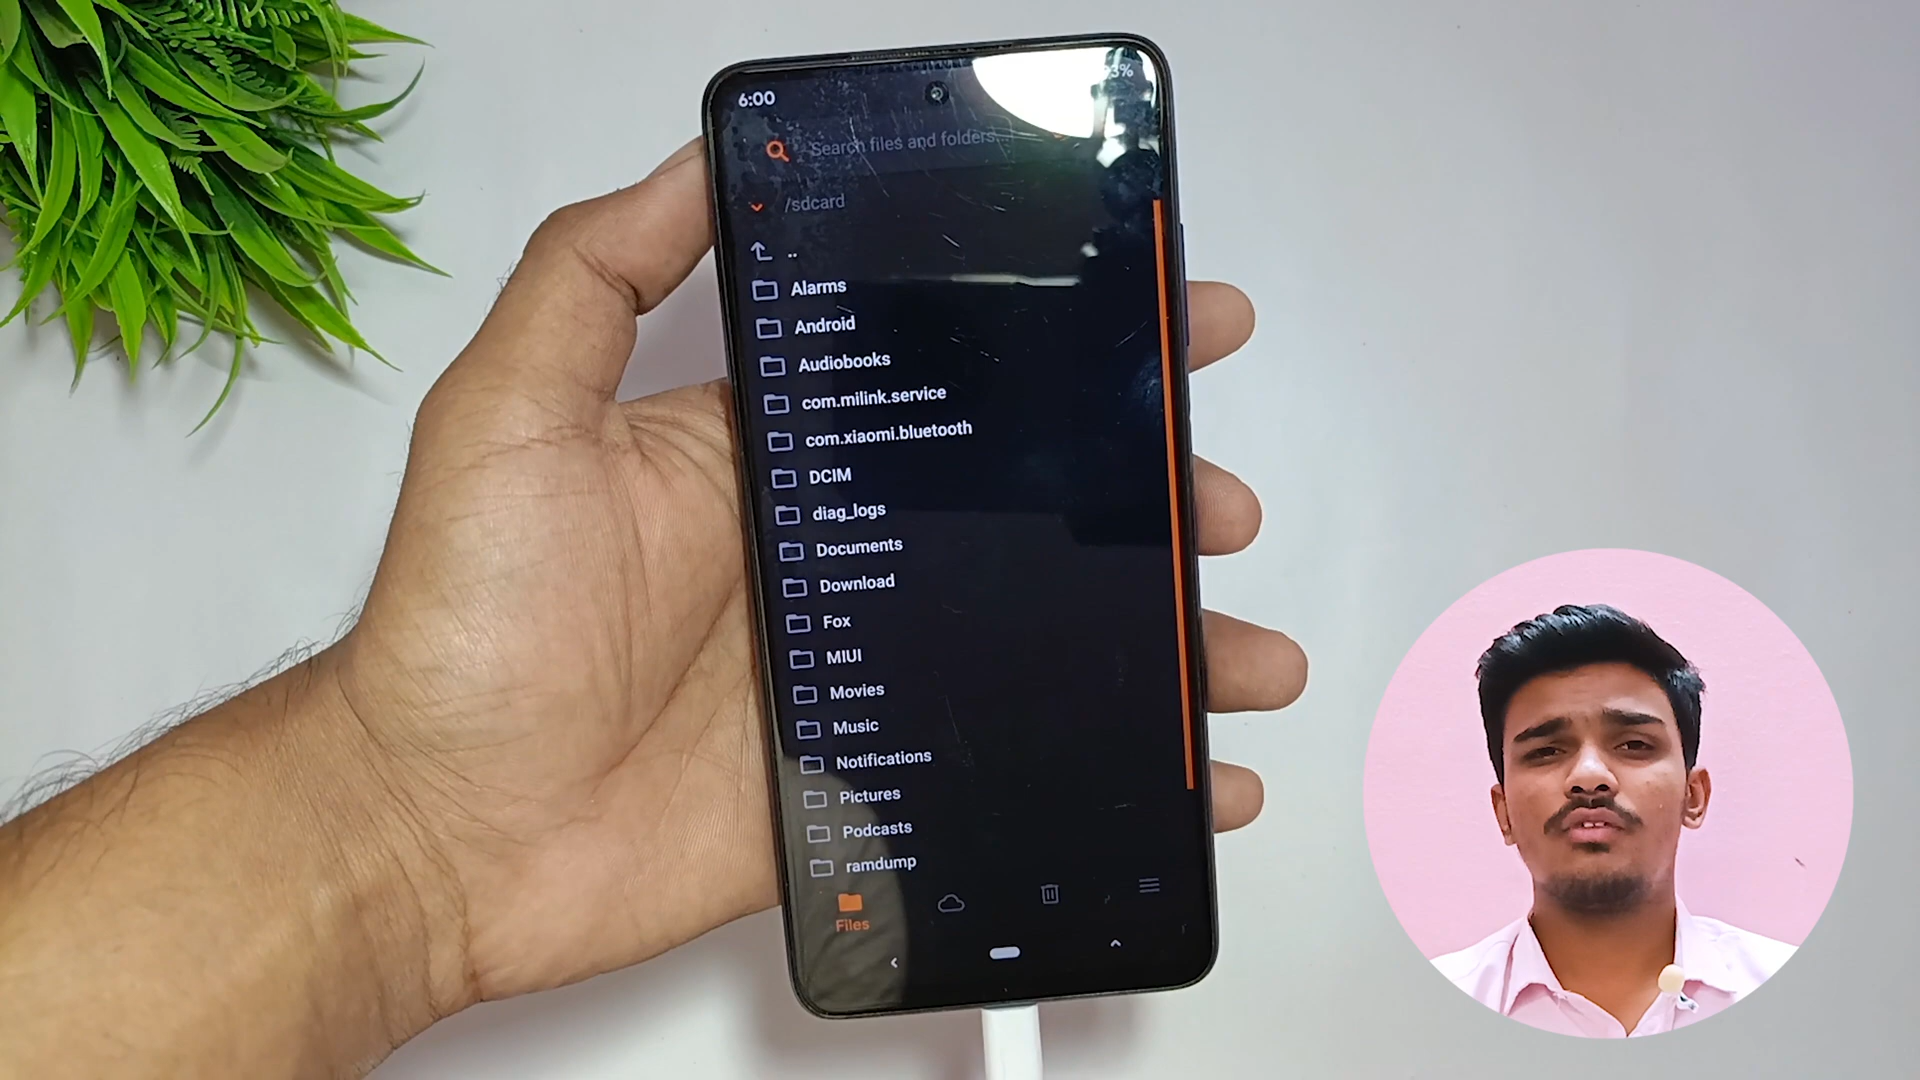 6:00
93%
Search files and folders...
/sdcard
..
Alarms
Android
Audiobooks
com.milink.service
com.xiaomi.bluetooth
DCIM
diag_logs
Documents
Download
Fox
MIUI
Movies
Music
Notifications
Pictures
Podcasts
ramdump
Files